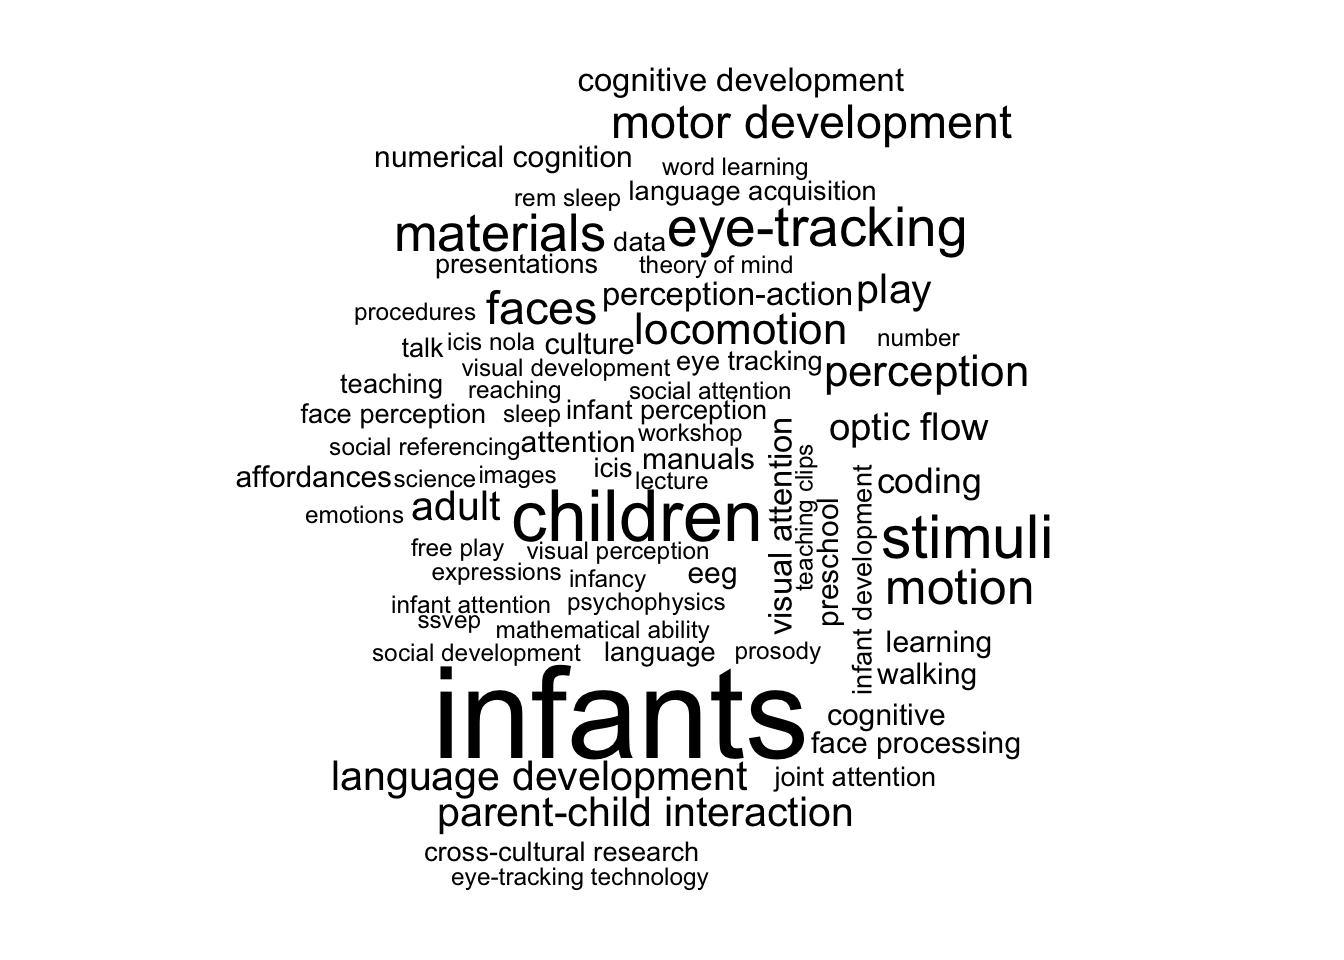 cognitive development
motor development
numerical cognition
word learning
rem sleep
language acquisition
materials
data
eye-tracking
presentations
theory of mind
perception-action
play
procedures
faces
locomotion
number
talk
icis nola
culture
visual development
eye tracking
perception
teaching
reaching
social attention
face perception
sleep
infant perception
optic flow
social referencing
attention
workshop
visual attention
affordances
science
images
icis
manuals
lecture
teaching clips
coding
emotions
adult
children
preschool
infant development
stimuli
free play
visual perception
expressions
infancy
eeg
motion
infant attention
psychophysics
ssvep
mathematical ability
social development
language
prosody
learning
walking
infants
cognitive
face processing
language development
joint attention
parent-child interaction
cross-cultural research
eye-tracking technology